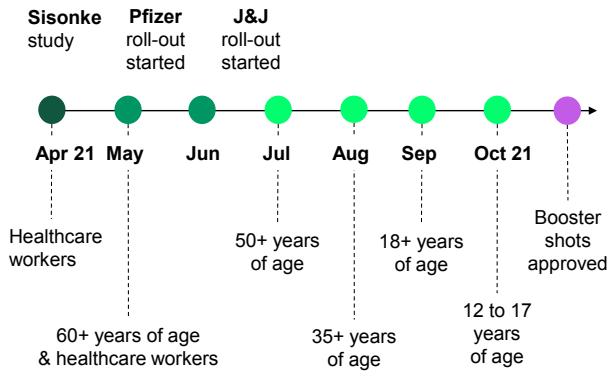 Sisonke
study
Pfizer
roll-out
started
J&J
roll-out
started
Apr 21 May Jun Jul Aug Sep Oct 21
Healthcare
workers
60+ years of age
& healthcare workers
50+ years
of age
35+ years
of age
18+ years
of age
12 to 17
years
of age
Booster
shots
approved